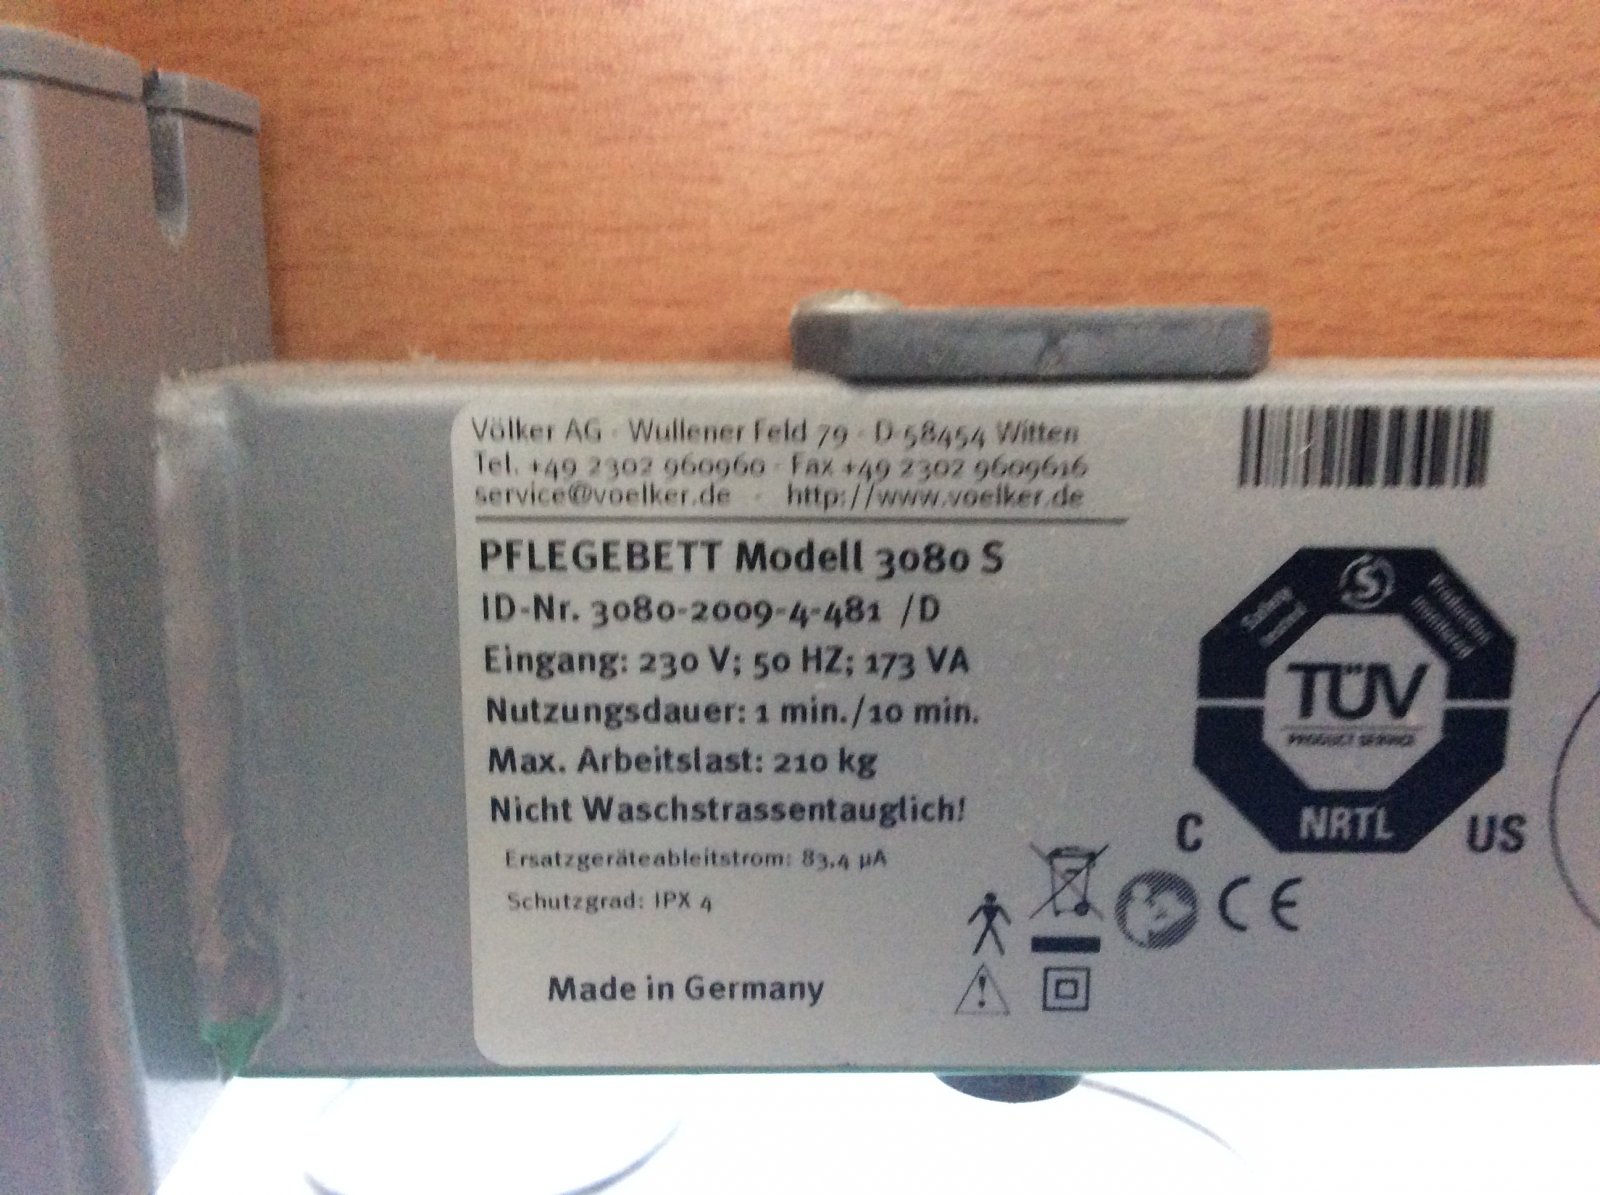 Völker AG · Wullener Feld 79 · D-58454 Witten
Tel. +49 2302 960960 · Fax +49 2302 9609616
service@voelker.de · http://www.voelker.de
PFLEGEBETT Modell 3080 S
ID-Nr. 3080-2009-4-481 /D
Eingang: 230 V; 50 HZ; 173 VA
Nutzungsdauer: 1 min./10 min.
Max. Arbeitslast: 210 kg
Nicht Waschstrassentauglich!
Ersatzgeräteableitstrom: 83,4 µA
Schutzgrad: IPX 4
Made in Germany
S
TÜV
PRODUCT SERVICE
NRTL
C US
CE